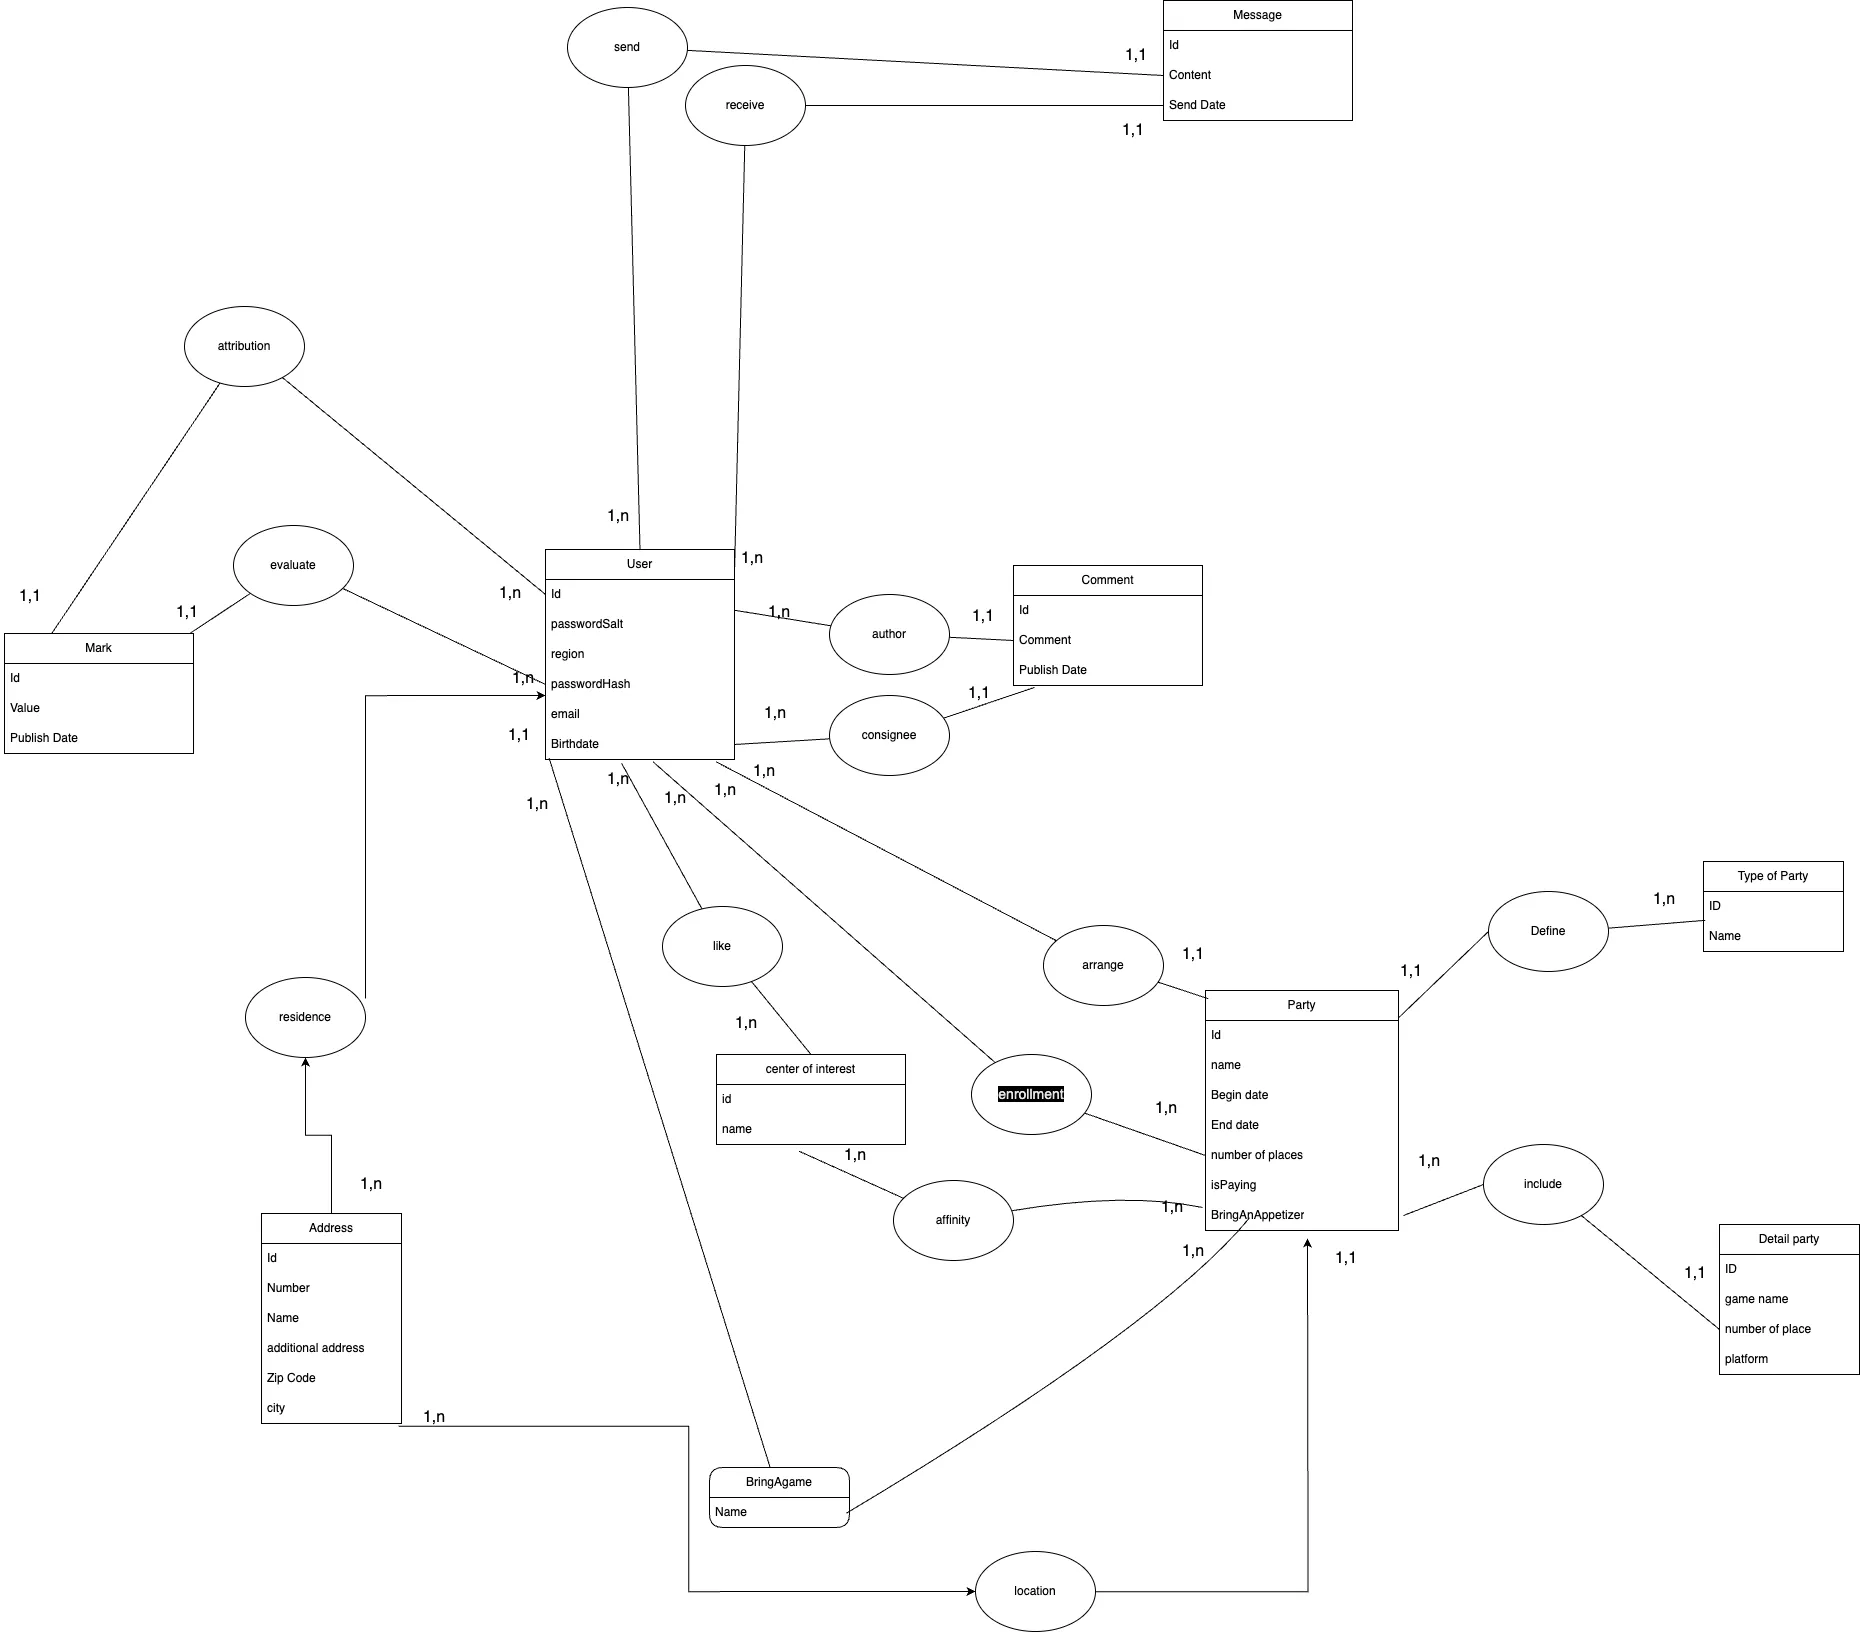 send
1,1
Message
Id
Content
Send Date
receive
1,1
attribution
1,n
1,n
User
Id
passwordSalt
region
passwordHash
email
Birthdate
evaluate
1,1
1,1
1,n
1,n
1,1
Mark
Id
Value
Publish Date
1,n
author
1,1
Comment
Id
Comment
Publish Date
1,n
consignee
1,1
1,n
1,n
1,n
1,n
1,n
like
1,n
arrange
1,1
1,1
Define
1,n
Type of Party
ID
Name
residence
center of interest
id
name
enrollment
1,n
Party
Id
name
Begin date
End date
number of places
isPaying
BringAnAppetizer
1,n
include
1,1
Detail party
ID
game name
number of place
platform
1,n
affinity
1,n
1,n
1,1
1,n
Address
Id
Number
Name
additional address
Zip Code
city
1,n
BringAgame
Name
location